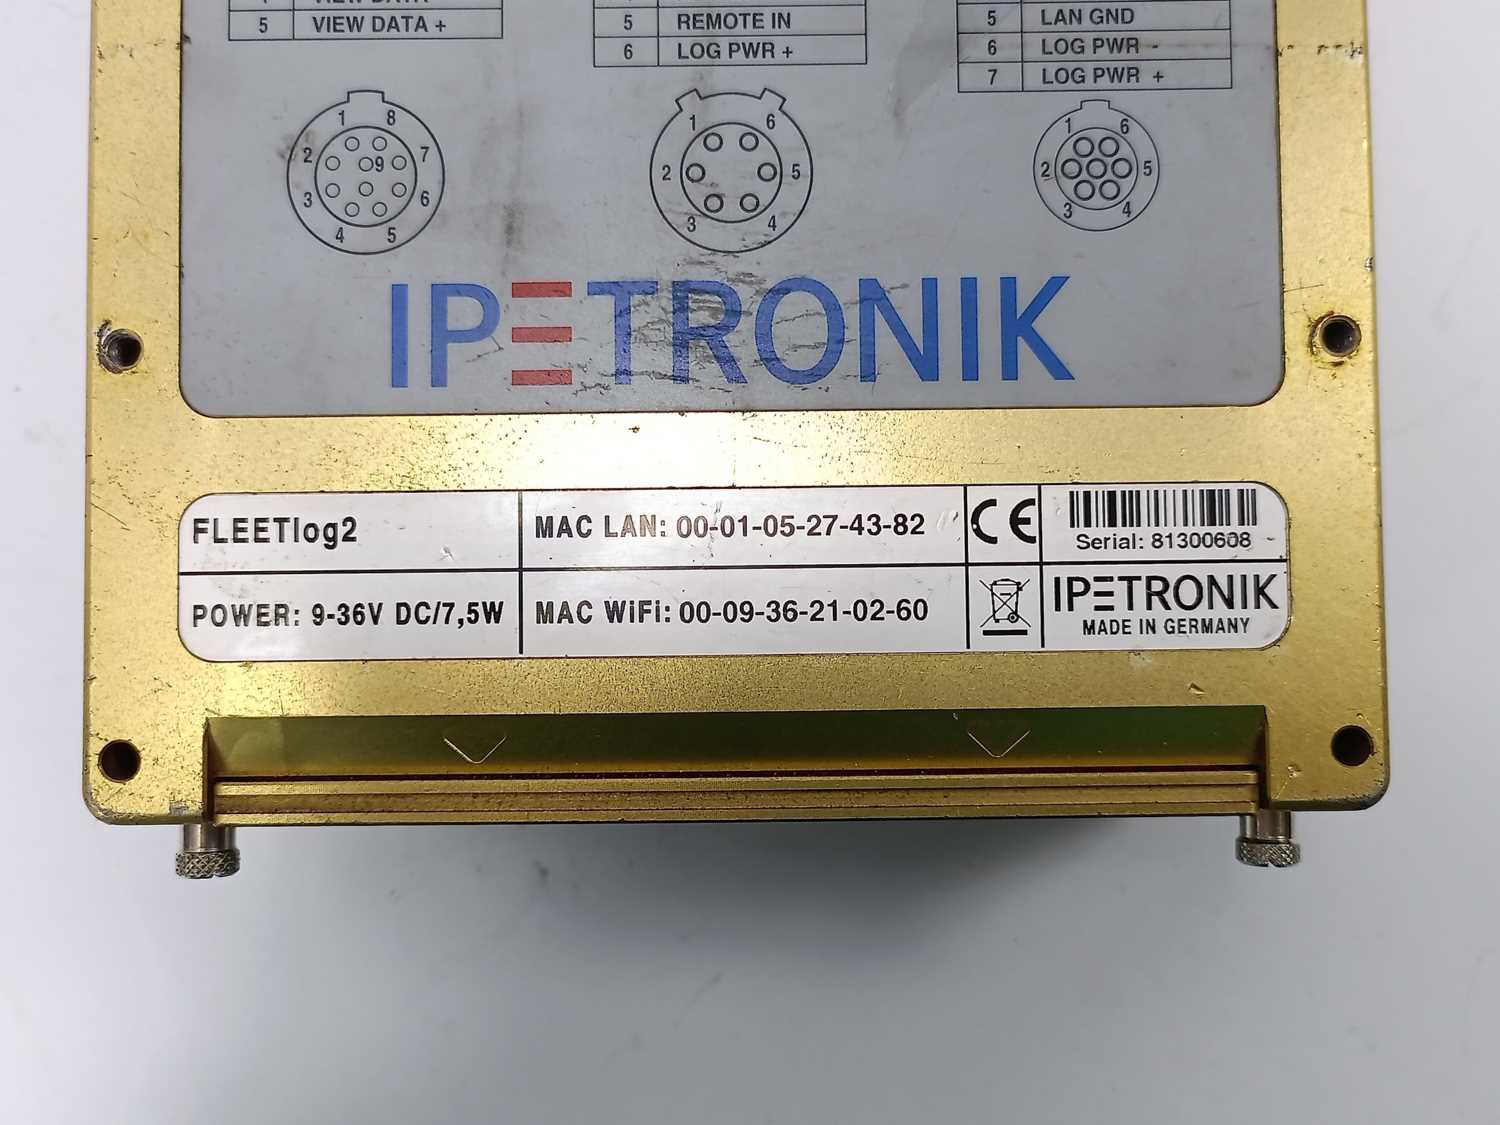 5 VIEW DATA +
5 REMOTE IN
6 LOG PWR +
5 LAN GND
6 LOG PWR -
7 LOG PWR +
1 8
2 9 7
3 6
4 5
1 6
2 5
3 4
1 6
2 5
3 4
IPETRONIK
FLEETlog2
MAC LAN: 00-01-05-27-43-82
CE
Serial: 81300608
POWER: 9-36V DC/7,5W
MAC WiFi: 00-09-36-21-02-60
IPETRONIK
MADE IN GERMANY